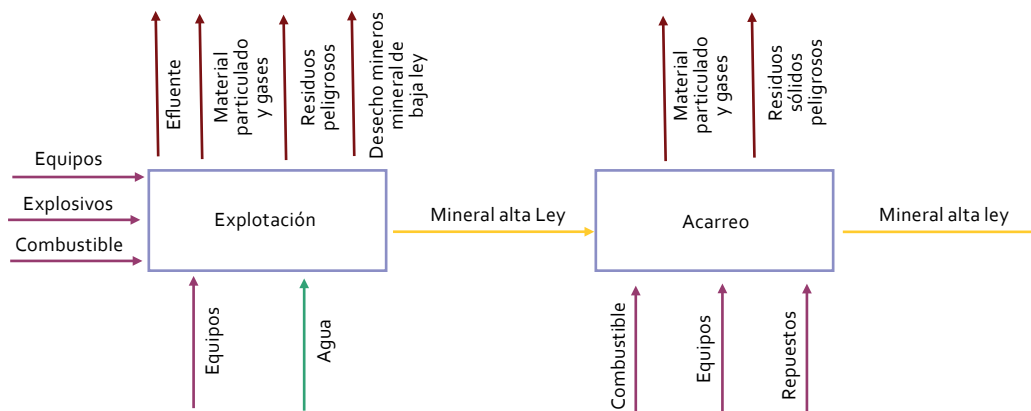 Efluente
Material
particulado
y gases
Residuos
peligrosos
Desecho mineros
mineral de
baja ley
Material
particulado
y gases
Residuos
sólidos
peligrosos
Equipos
Explosivos
Combustible
Explotación
Mineral alta Ley
Acarreo
Mineral alta ley
Equipos
Agua
Combustible
Equipos
Repuestos